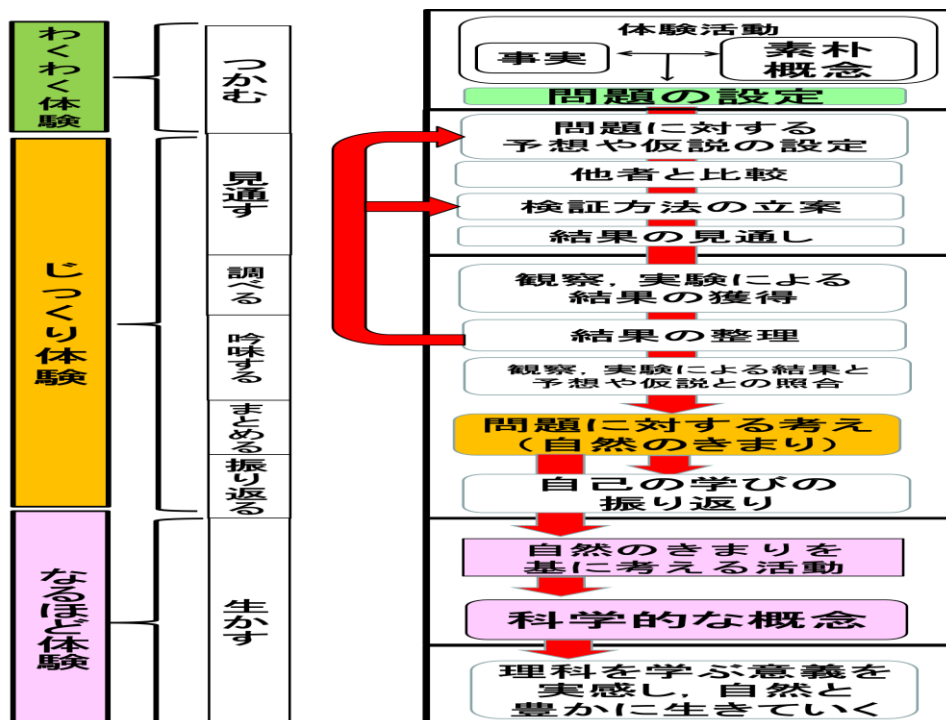 わくわく体験
じっくり体験
なるほど体験
つかむ
見通す
調べる
吟味する
まとめる
振り返る
生かす
体験活動
事実
素朴
概念
問題の設定
問題に対する
予想や仮説の設定
他者と比較
検証方法の立案
結果の見通し
観察，実験による
結果の獲得
結果の整理
観察，実験による結果と
予想や仮説との照合
問題に対する考え
（自然のきまり）
自己の学びの
振り返り
自然のきまりを
基に考える活動
科学的な概念
理科を学ぶ意義を
実感し，自然と
豊かに生きていく